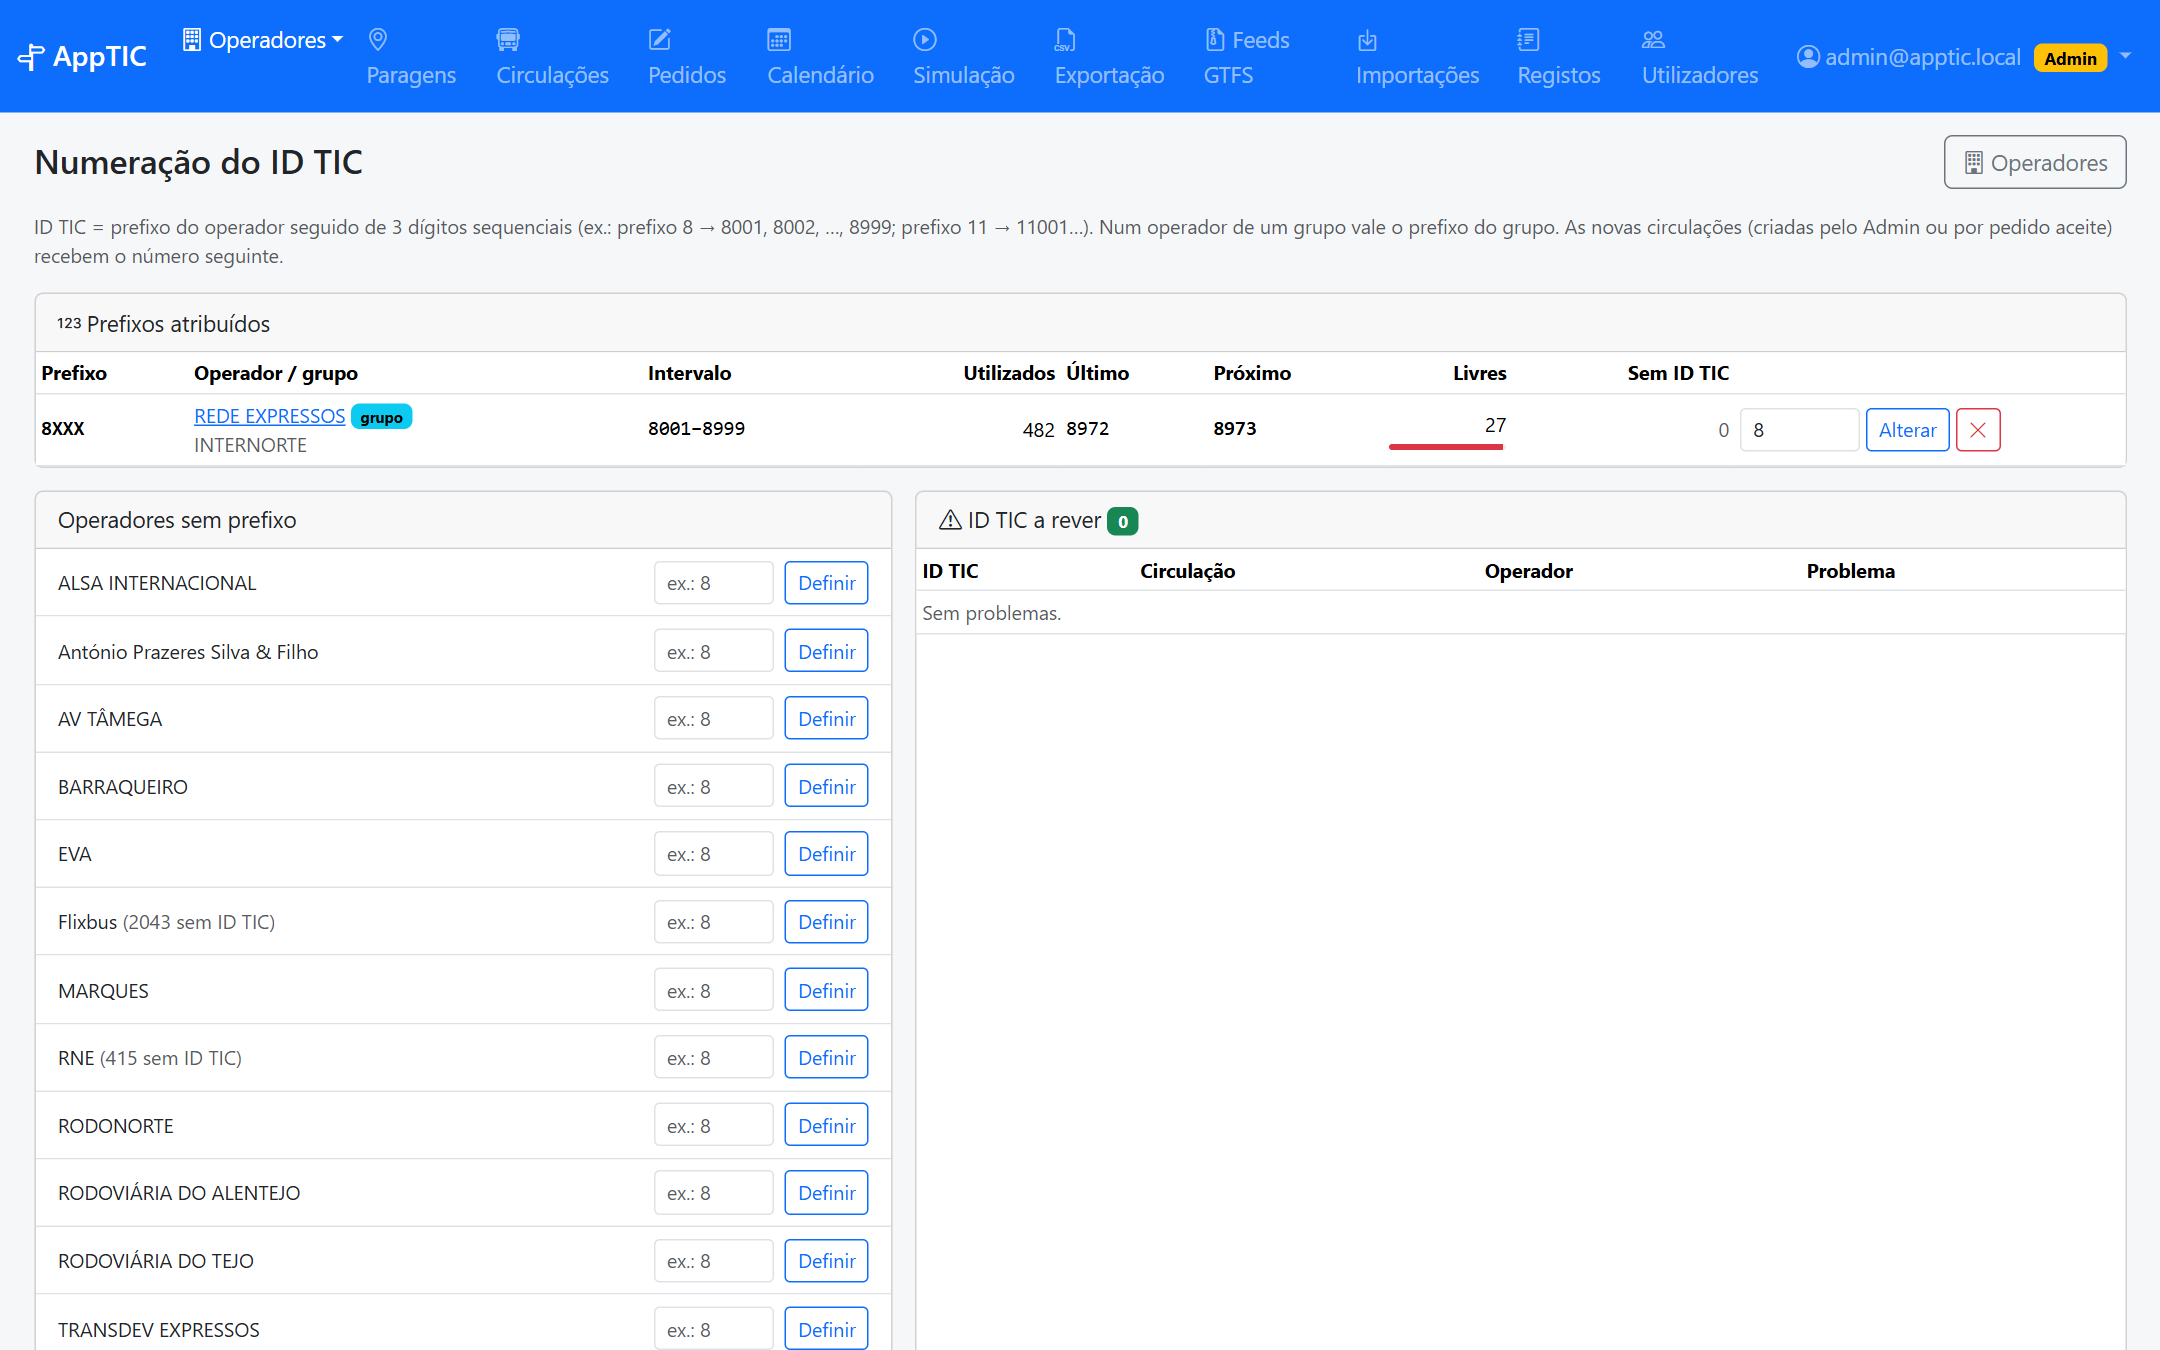 AppTIC
Operadores
Paragens
Circulações
Pedidos
Calendário
Simulação
CSV
Exportação
Feeds GTFS
Importações
Registos
Utilizadores
admin@apptic.local Admin
Numeração do ID TIC
Operadores
ID TIC = prefixo do operador seguido de 3 dígitos sequenciais (ex.: prefixo 8 → 8001, 8002, …, 8999; prefixo 11 → 11001…). Num operador de um grupo vale o prefixo do grupo. As novas circulações (criadas pelo Admin ou por pedido aceite)
recebem o número seguinte.
123 Prefixos atribuídos
Prefixo Operador / grupo Intervalo Utilizados Último Próximo Livres Sem ID TIC
8XXX REDE EXPRESSOS grupo 8001–8999 482 8972 8973 27 0 8 Alterar
INTERNORTE
Operadores sem prefixo
ALSA INTERNACIONAL ex.: 8 Definir
António Prazeres Silva & Filho ex.: 8 Definir
AV TÂMEGA ex.: 8 Definir
BARRAQUEIRO ex.: 8 Definir
EVA ex.: 8 Definir
Flixbus (2043 sem ID TIC) ex.: 8 Definir
MARQUES ex.: 8 Definir
RNE (415 sem ID TIC) ex.: 8 Definir
RODONORTE ex.: 8 Definir
RODOVIÁRIA DO ALENTEJO ex.: 8 Definir
RODOVIÁRIA DO TEJO ex.: 8 Definir
TRANSDEV EXPRESSOS ex.: 8 Definir
ID TIC a rever 0
ID TIC Circulação Operador Problema
Sem problemas.